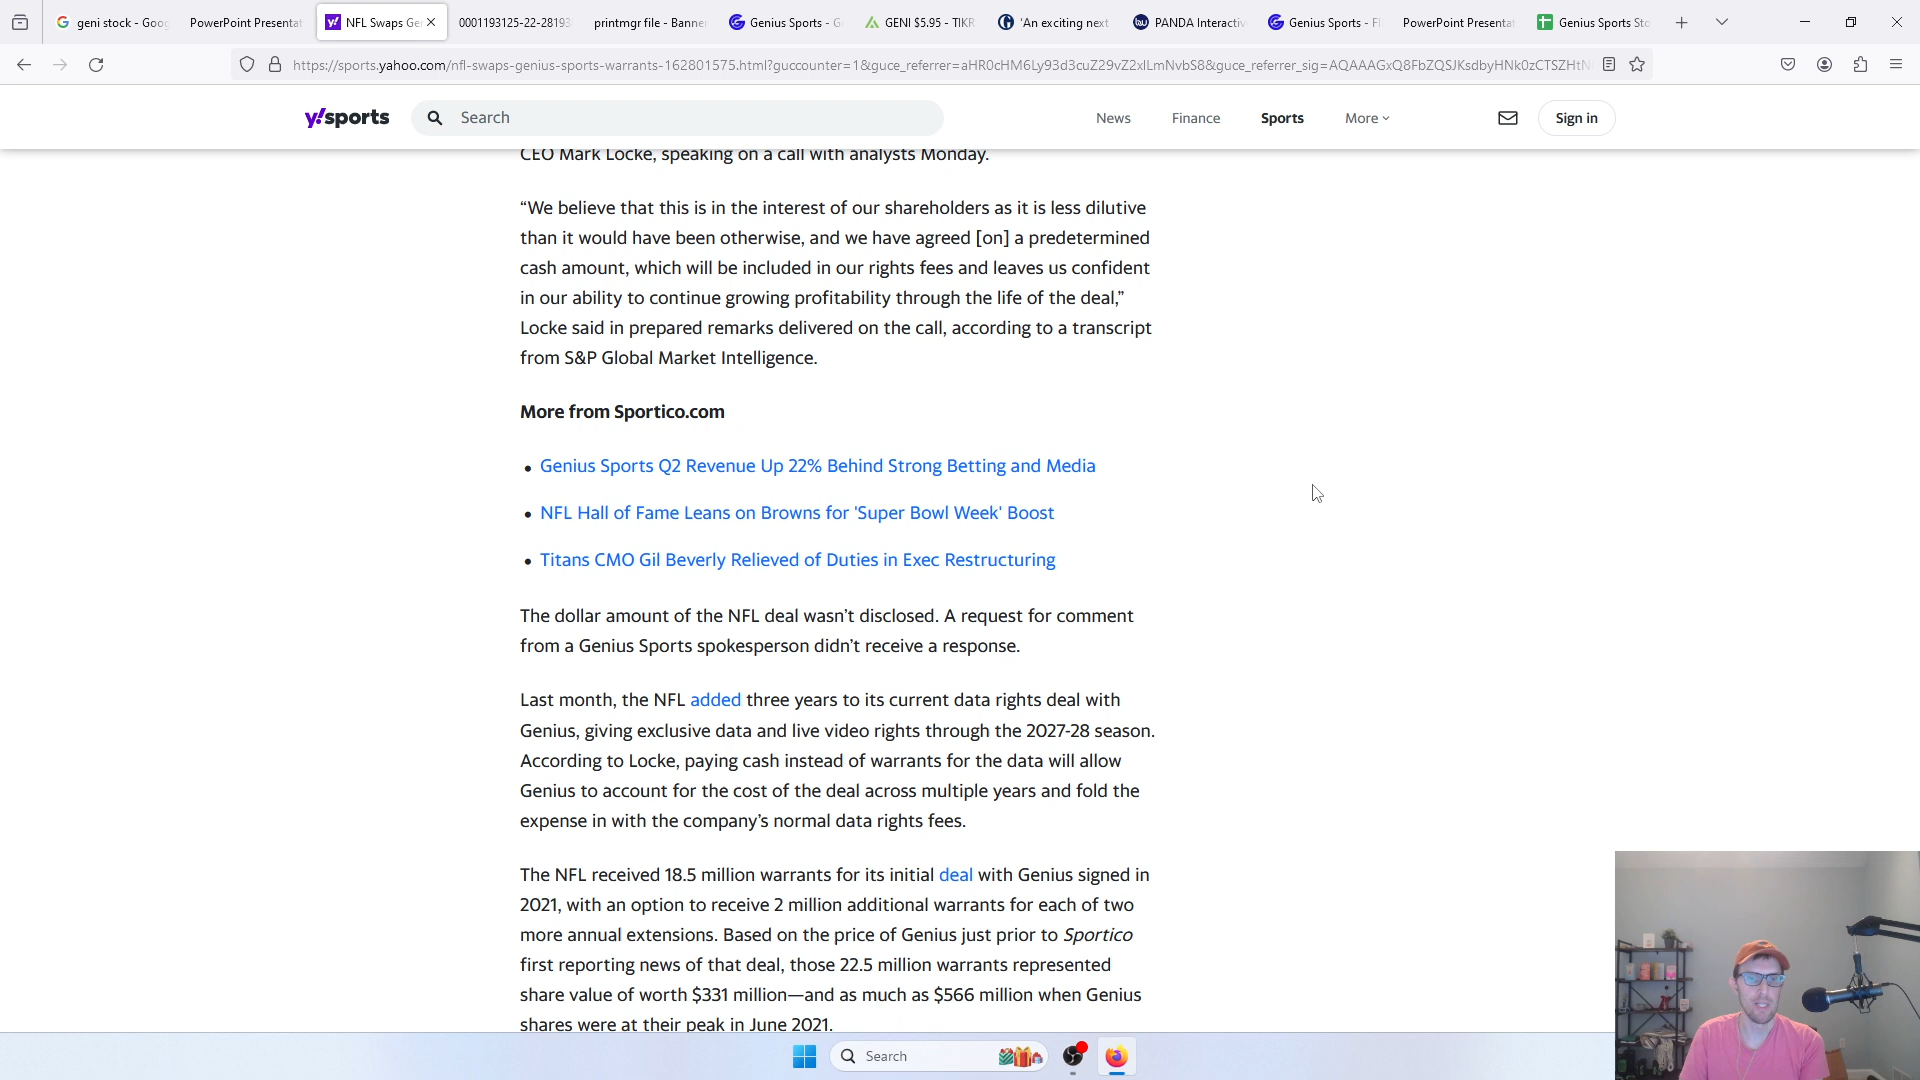 geni stock - Goog
PowerPoint Presentat
NFL Swaps Ge
0001193125-22-28193
printmgr file - Banner
Genius Sports - G
GENI $5.95 - TIKR
'An exciting next
PANDA Interactiv
Genius Sports - Fi
PowerPoint Presentat
Genius Sports Sto
https://sports.yahoo.com/nfl-swaps-genius-sports-warrants-162801575.html?guccounter=1&guce_referrer=aHR0cHM6Ly93d3cuZ29vZ2xlLmNvbS8&guce_referrer_sig=AQAAAGxQ8FbZQSJKsdbyHNk0zCTSZHtN
y!sports
Search
News
Finance
Sports
More
Sign in
CEO Mark Locke, speaking on a call with analysts Monday.
“We believe that this is in the interest of our shareholders as it is less dilutive
than it would have been otherwise, and we have agreed [on] a predetermined
cash amount, which will be included in our rights fees and leaves us confident
in our ability to continue growing profitability through the life of the deal,”
Locke said in prepared remarks delivered on the call, according to a transcript
from S&P Global Market Intelligence.
More from Sportico.com
• Genius Sports Q2 Revenue Up 22% Behind Strong Betting and Media
• NFL Hall of Fame Leans on Browns for 'Super Bowl Week' Boost
• Titans CMO Gil Beverly Relieved of Duties in Exec Restructuring
The dollar amount of the NFL deal wasn’t disclosed. A request for comment
from a Genius Sports spokesperson didn’t receive a response.
Last month, the NFL added three years to its current data rights deal with
Genius, giving exclusive data and live video rights through the 2027-28 season.
According to Locke, paying cash instead of warrants for the data will allow
Genius to account for the cost of the deal across multiple years and fold the
expense in with the company’s normal data rights fees.
The NFL received 18.5 million warrants for its initial deal with Genius signed in
2021, with an option to receive 2 million additional warrants for each of two
more annual extensions. Based on the price of Genius just prior to Sportico
first reporting news of that deal, those 22.5 million warrants represented
share value of worth $331 million—and as much as $566 million when Genius
shares were at their peak in June 2021.
Search